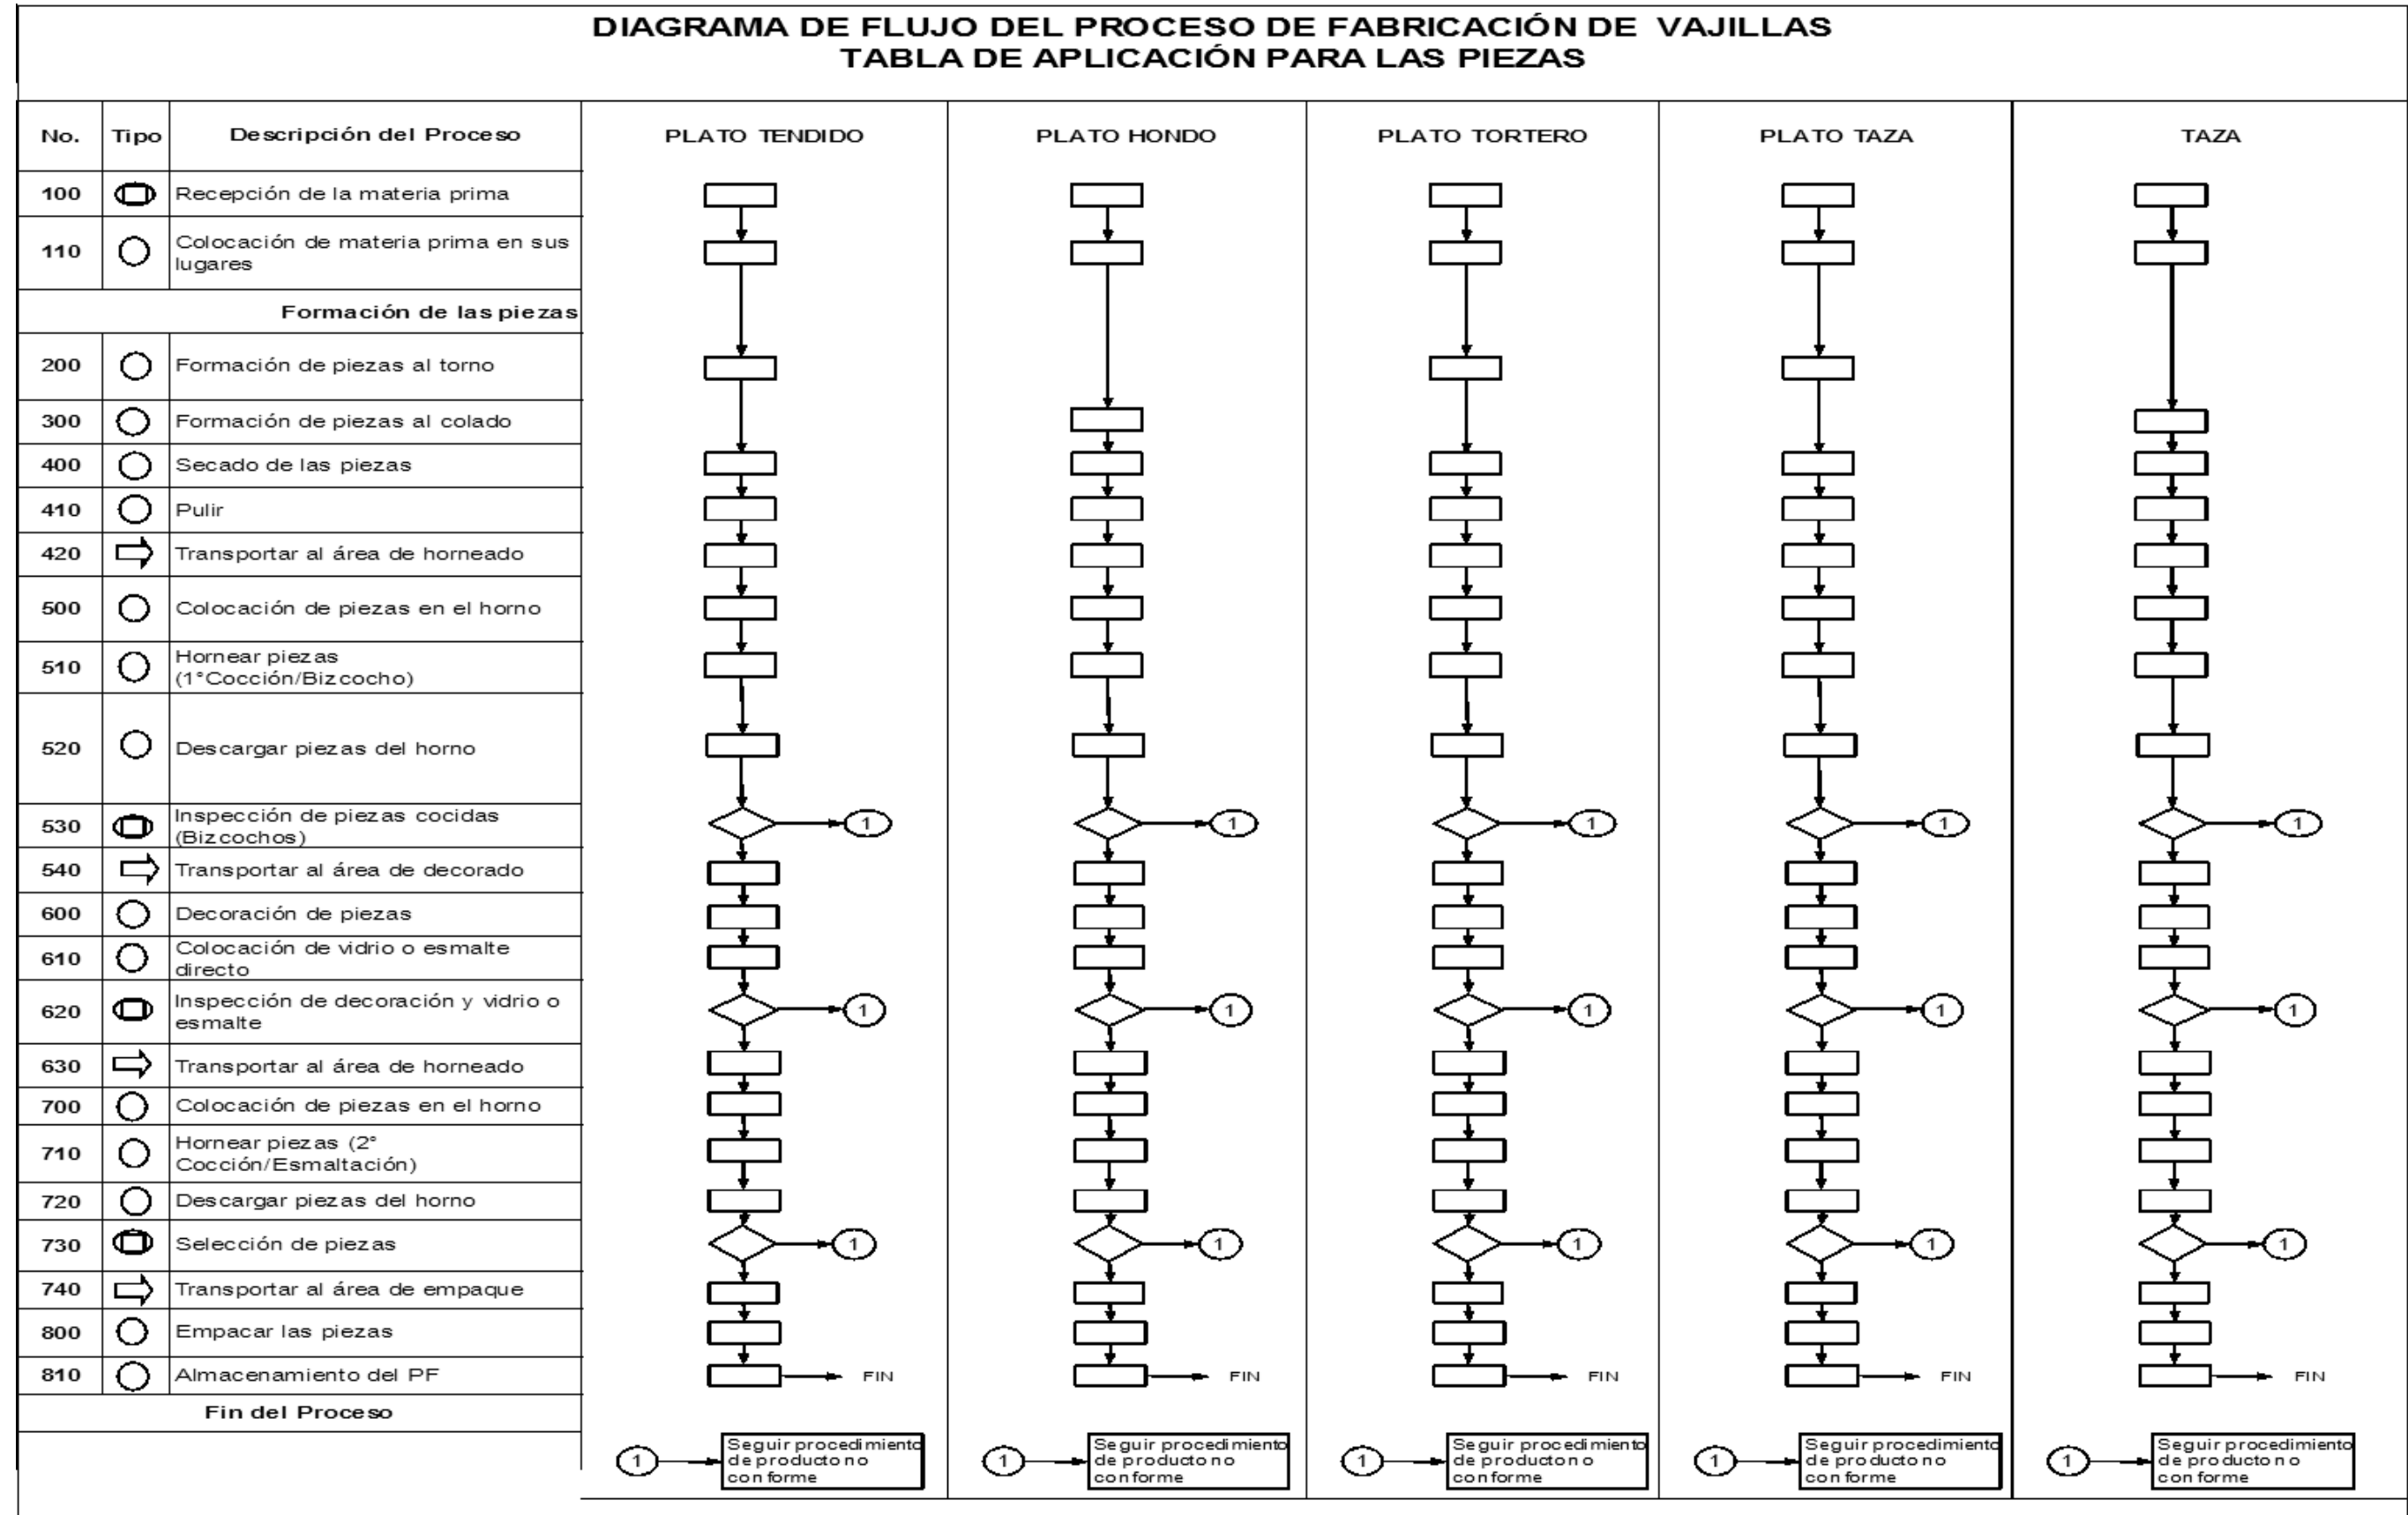 DIAGRAMA DE FLUJO DEL PROCESO DE FABRICACIÓN DE VAJILLAS
TABLA DE APLICACIÓN PARA LAS PIEZAS
No. Tipo Descripción del Proceso PLATO TENDIDO PLATO HONDO PLATO TORTERO PLATO TAZA TAZA
100 Recepción de la materia prima
110 Colocación de materia prima en sus
lugares
Formación de las piezas
200 Formación de piezas al torno
300 Formación de piezas al colado
400 Secado de las piezas
410 Pulir
420 Transportar al área de horneado
500 Colocación de piezas en el horno
510 Hornear piezas
(1°Cocción/Bizcocho)
520 Descargar piezas del horno
530 Inspección de piezas cocidas
(Bizcochos)
1 1 1 1 1
540 Transportar al área de decorado
600 Decoración de piezas
610 Colocación de vidrio o esmalte
directo
620 Inspección de decoración y vidrio o
esmalte
1 1 1 1 1
630 Transportar al área de horneado
700 Colocación de piezas en el horno
710 Hornear piezas (2°
Cocción/Esmaltación)
720 Descargar piezas del horno
730 Selección de piezas 1 1 1 1 1
740 Transportar al área de empaque
800 Empacar las piezas
810 Almacenamiento del PF FIN FIN FIN FIN FIN
Fin del Proceso
1 Seguir procedimiento
de producto no
conforme
1 Seguir procedimiento
de producto no
conforme
1 Seguir procedimiento
de producto no
conforme
1 Seguir procedimiento
de producto no
conforme
1 Seguir procedimiento
de producto no
conforme